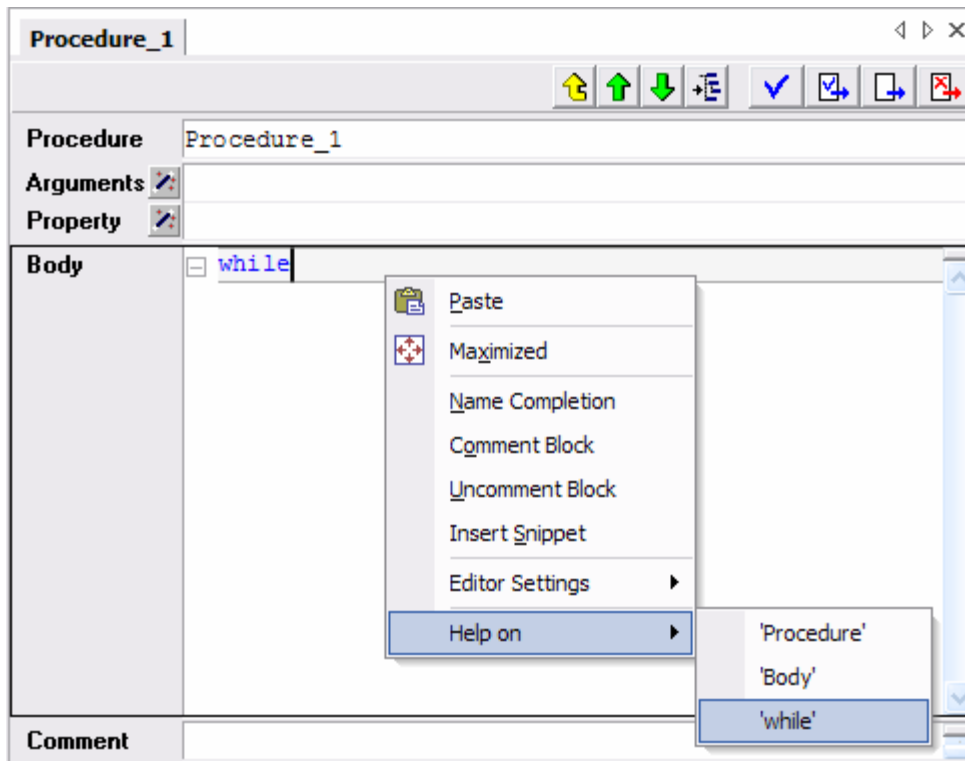 Procedure_1
Procedure Procedure_1
Arguments
Property
Body while
Paste
Maximized
Name Completion
Comment Block
Uncomment Block
Insert Snippet
Editor Settings
Help on
'Procedure'
'Body'
'while'
Comment